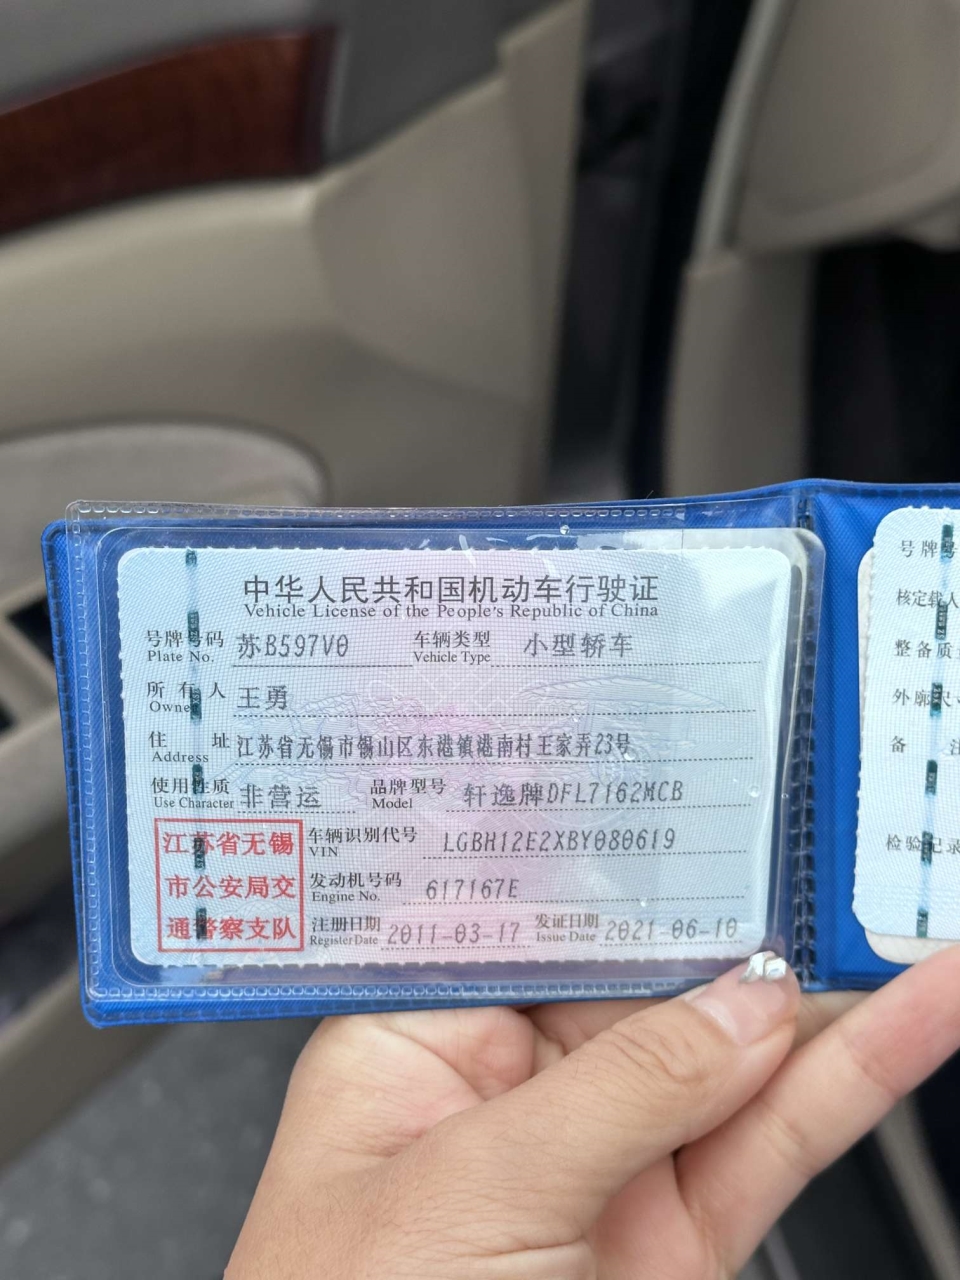 中华人民共和国机动车行驶证
Vehicle License of the People's Republic of China
号牌号码 苏B597V0 车辆类型 小型轿车
Plate No. Vehicle Type
所有人 王勇
Owner
住址 江苏省无锡市锡山区东港镇港南村王家弄23号
Address
使用性质 非营运 品牌型号 轩逸牌DFL7162MCB
Use Character Model
江苏省无锡
市公安局交
通警察支队
车辆识别代号 LGBH12E2XBY080619
VIN
发动机号码 617167E
Engine No.
注册日期 2011-03-17 发证日期 2021-06-10
Register Date Issue Date
号牌号
核定载人
整备质
外廓尺
备 注
检验记录